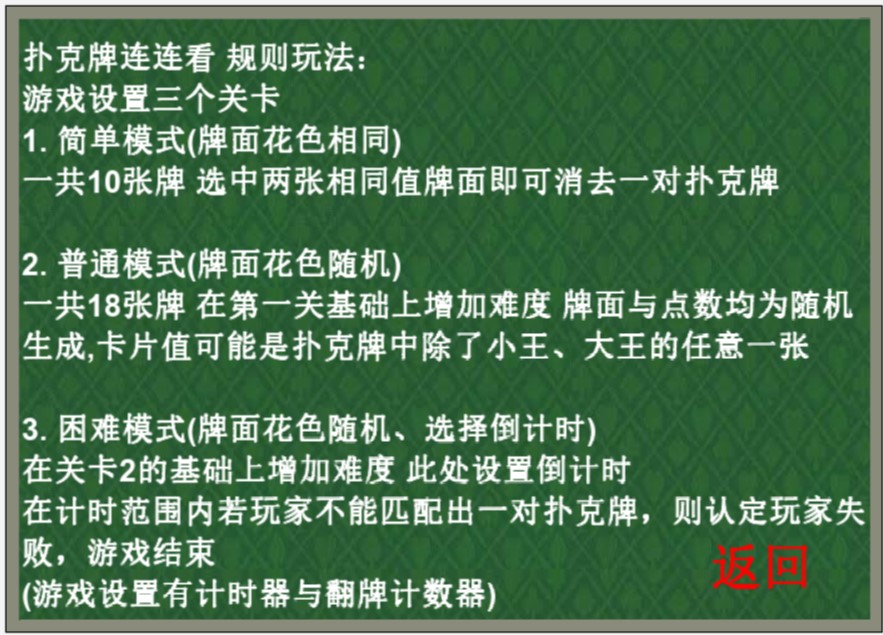 扑克牌连连看 规则玩法：
游戏设置三个关卡
1. 简单模式(牌面花色相同)
一共10张牌 选中两张相同值牌面即可消去一对扑克牌
2. 普通模式(牌面花色随机)
一共18张牌 在第一关基础上增加难度 牌面与点数均为随机
生成,卡片值可能是扑克牌中除了小王、大王的任意一张
3. 困难模式(牌面花色随机、选择倒计时)
在关卡2的基础上增加难度 此处设置倒计时
在计时范围内若玩家不能匹配出一对扑克牌，则认定玩家失
败，游戏结束
(游戏设置有计时器与翻牌计数器)
返回